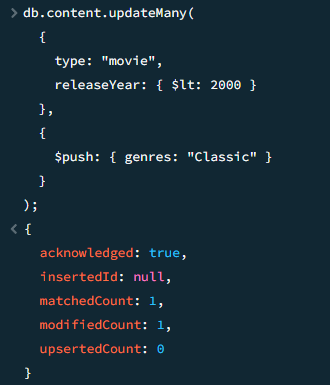 > db.content.updateMany(
{
type: "movie",
releaseYear: { $lt: 2000 }
},
{
$push: { genres: "Classic" }
}
);
< {
acknowledged: true,
insertedId: null,
matchedCount: 1,
modifiedCount: 1,
upsertedCount: 0
}